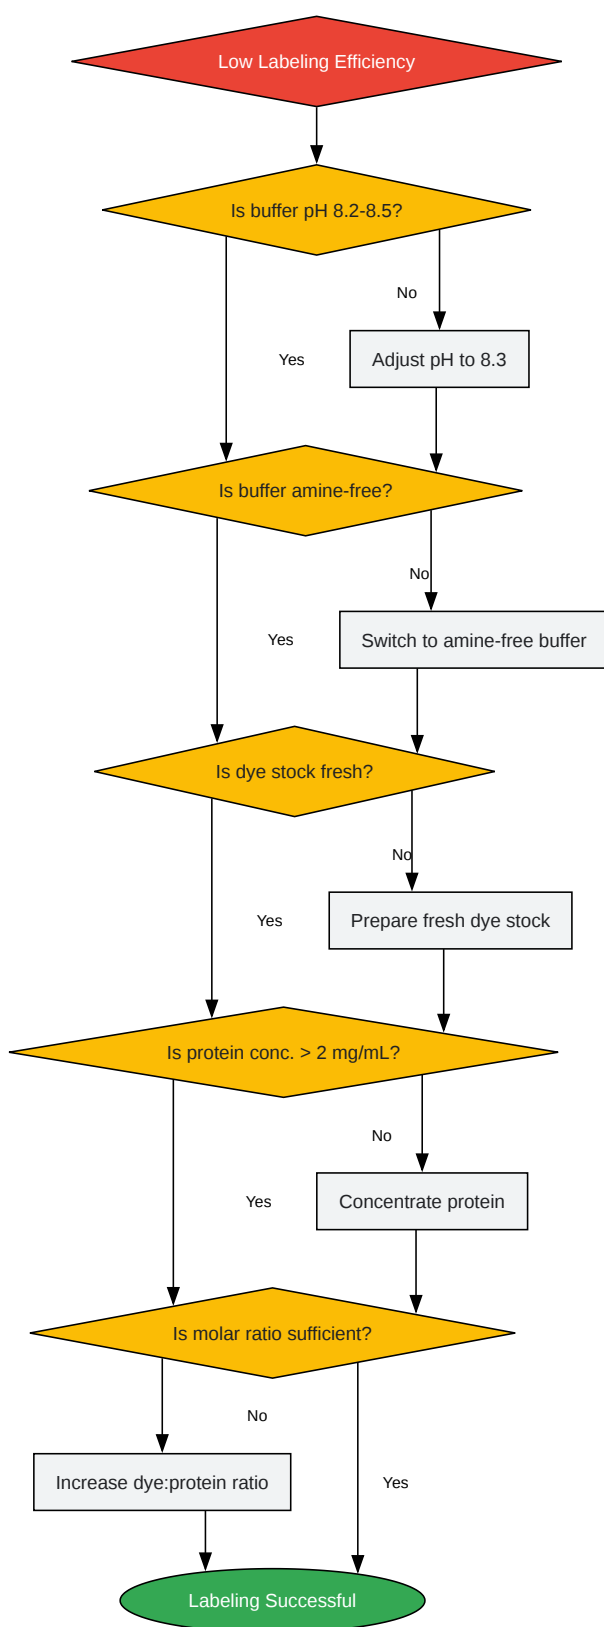 Low Labeling Efficiency
Is buffer pH 8.2-8.5?
No
Yes
Adjust pH to 8.3
Is buffer amine-free?
No
Yes
Switch to amine-free buffer
Is dye stock fresh?
No
Yes
Prepare fresh dye stock
Is protein conc. > 2 mg/mL?
No
Yes
Concentrate protein
Is molar ratio sufficient?
No
Increase dye:protein ratio
Yes
Labeling Successful